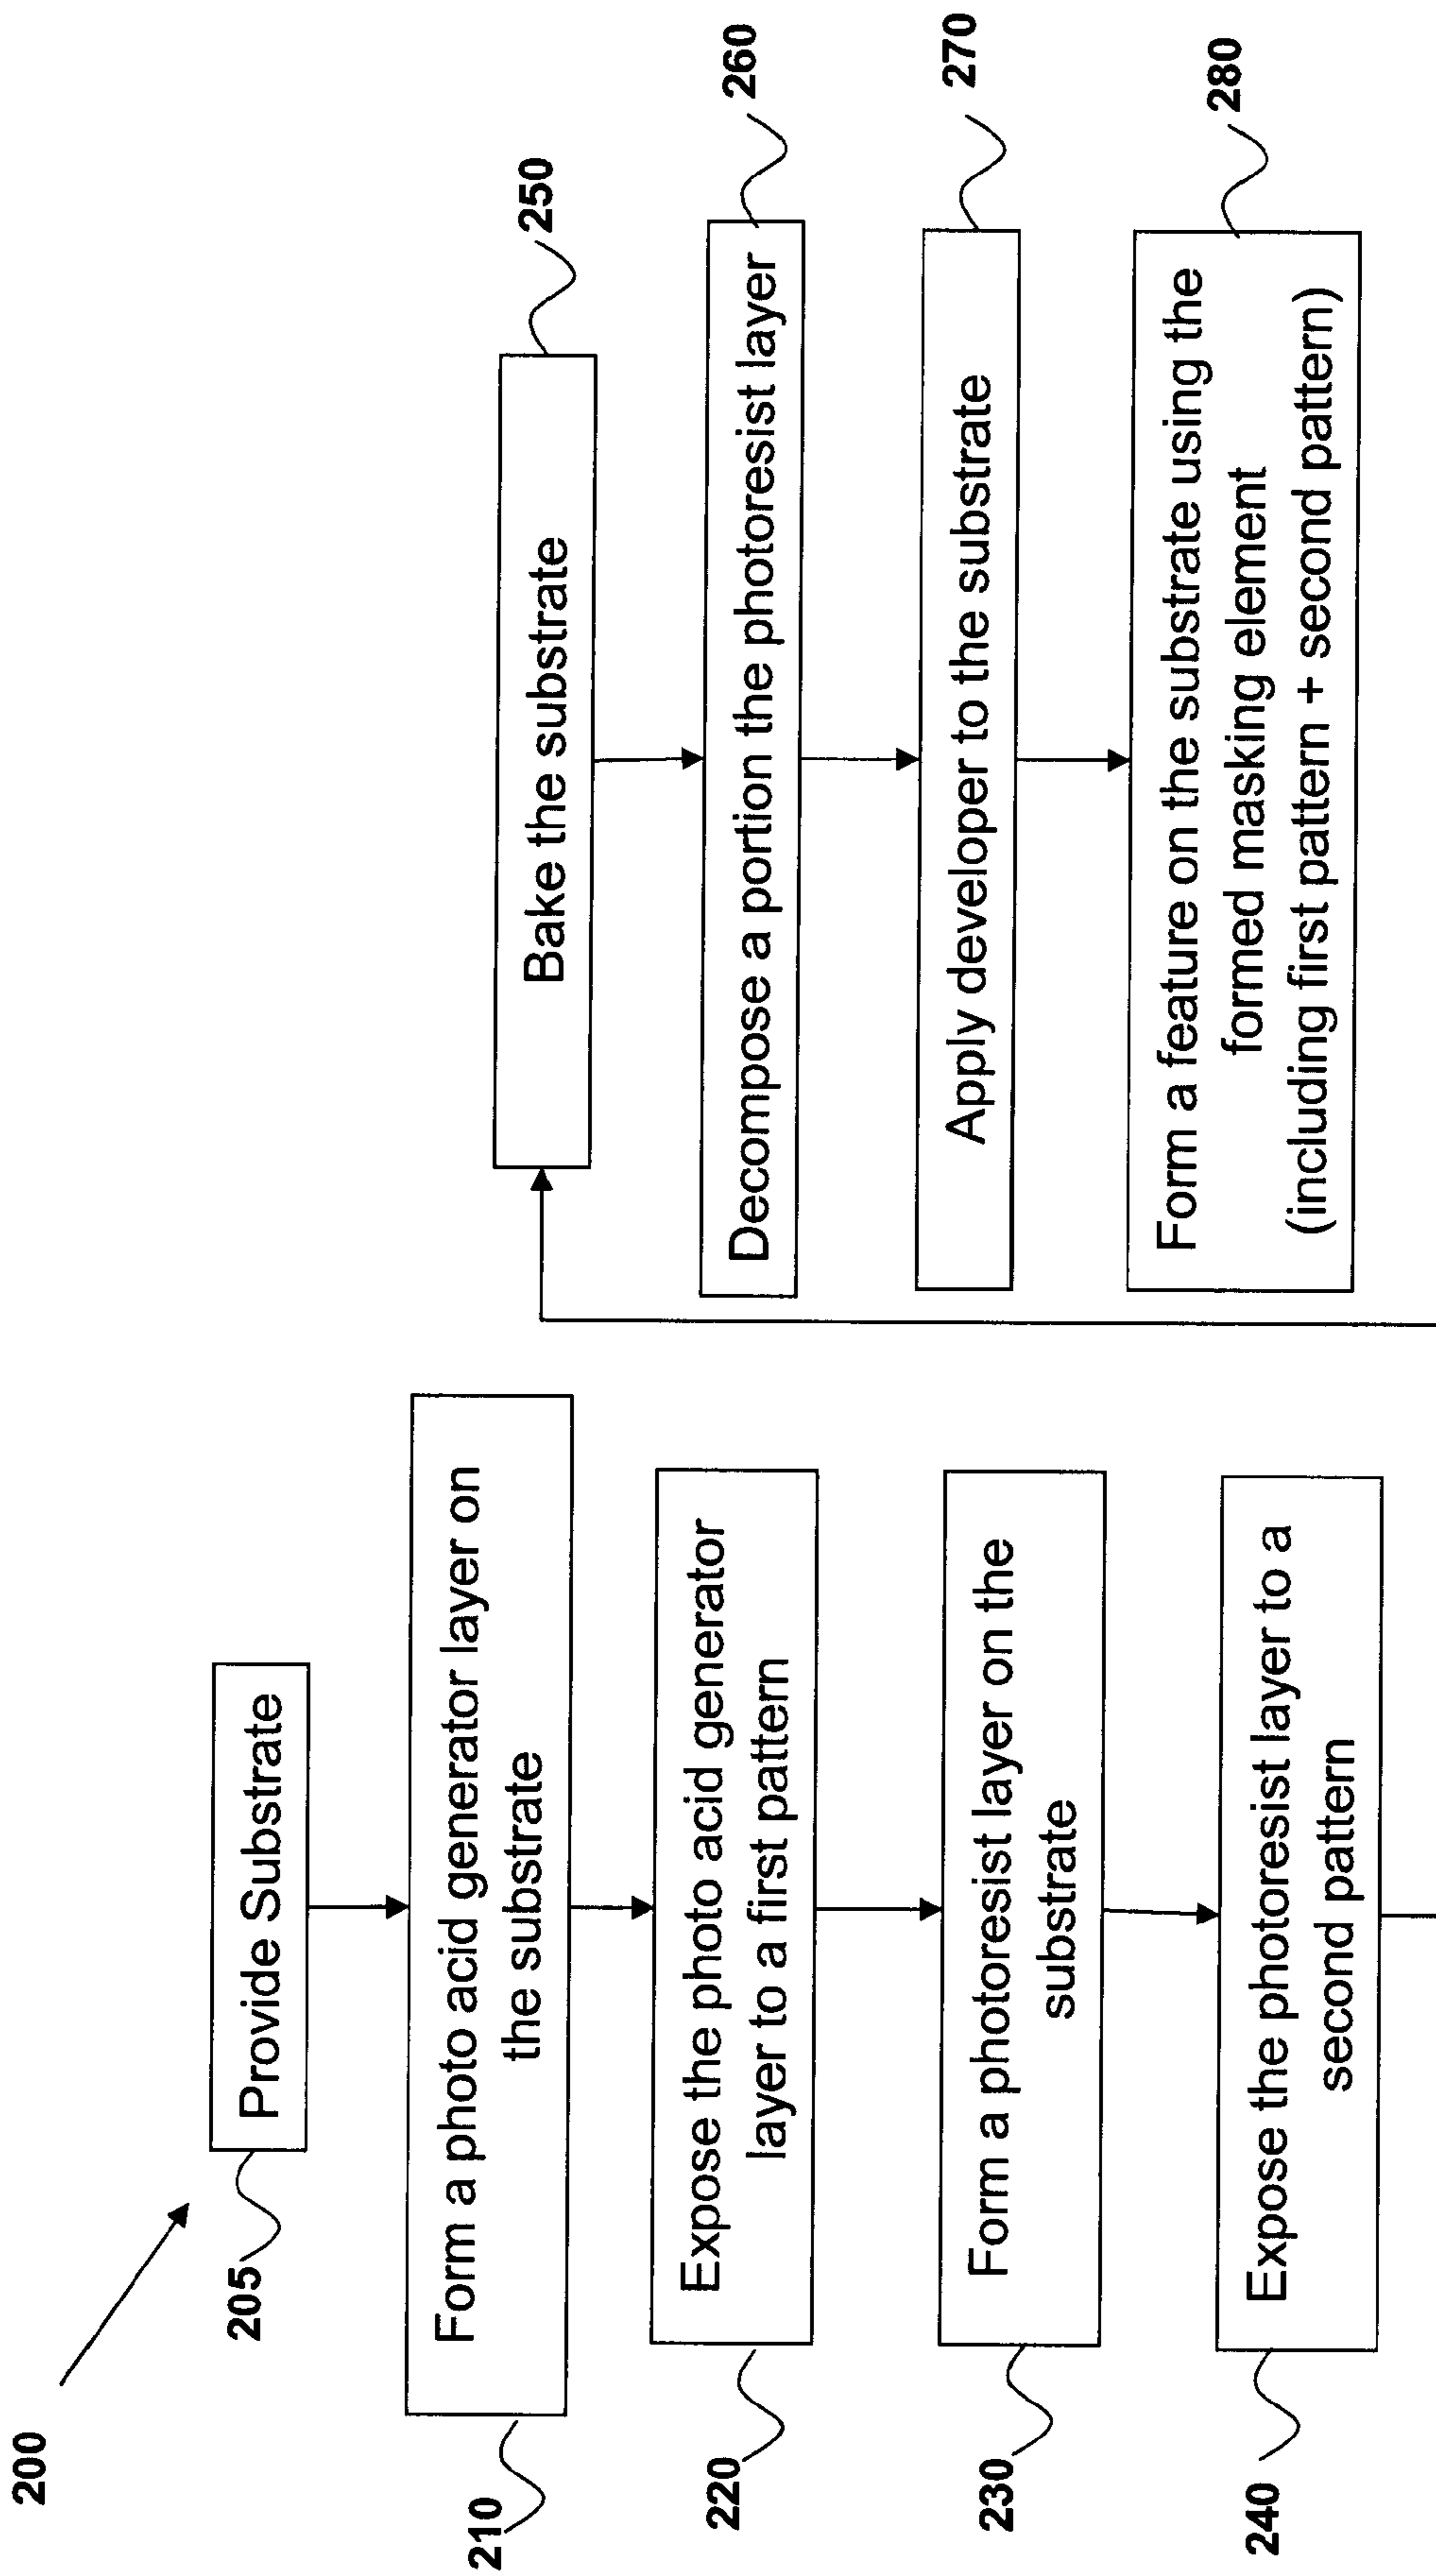 200
205
Provide Substrate
210
Form a photo acid generator layer on
the substrate
220
Expose the photo acid generator
layer to a first pattern
230
Form a photoresist layer on the
substrate
240
Expose the photoresist layer to a
second pattern
250
Bake the substrate
260
Decompose a portion the photoresist layer
270
Apply developer to the substrate
280
Form a feature on the substrate using the
formed masking element
(including first pattern + second pattern)